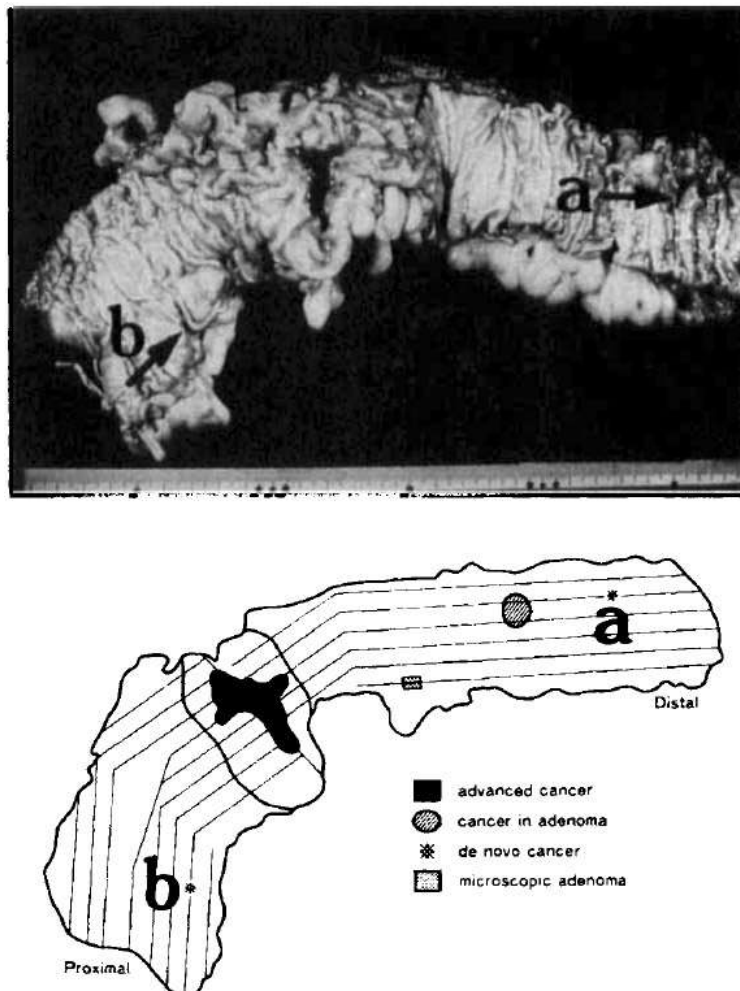 a
b
a
Distal
advanced cancer
cancer in adenoma
de novo cancer
b
microscopic adenoma
Proximal